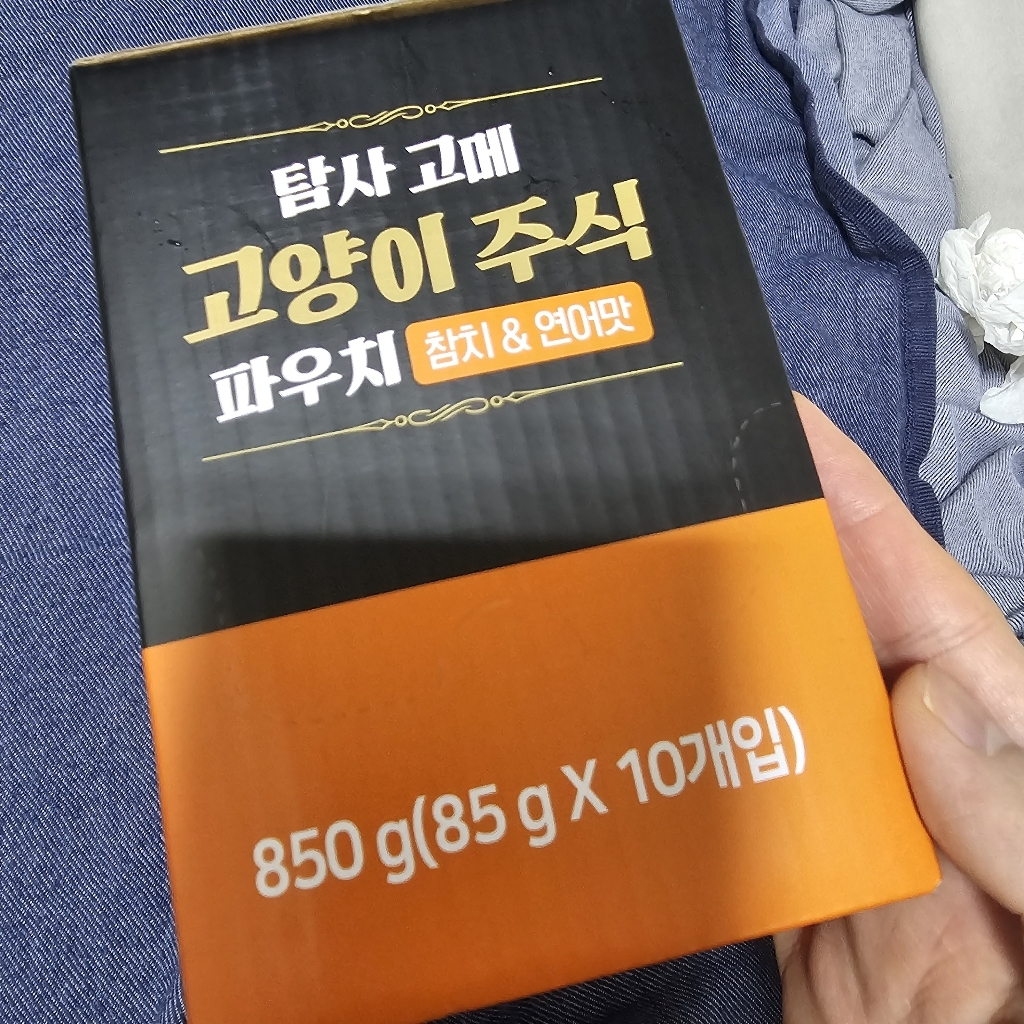 탐사 고메
고양이 주식
파우치 참치 & 연어맛
850 g(85 g X 10개입)